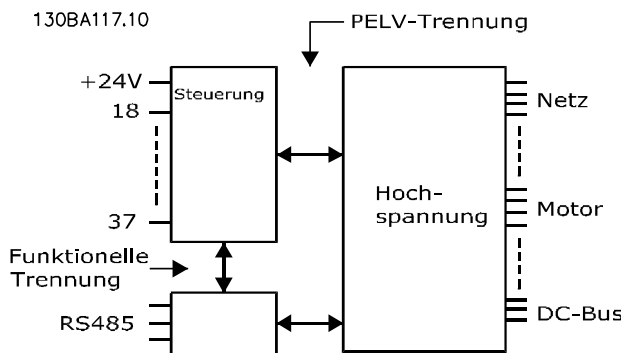 130BA117.10
PELV-Trennung
+24V
Steuerung
18
37
Hoch-
spannung
Netz
Motor
DC-Bus
Funktionelle
Trennung
RS485